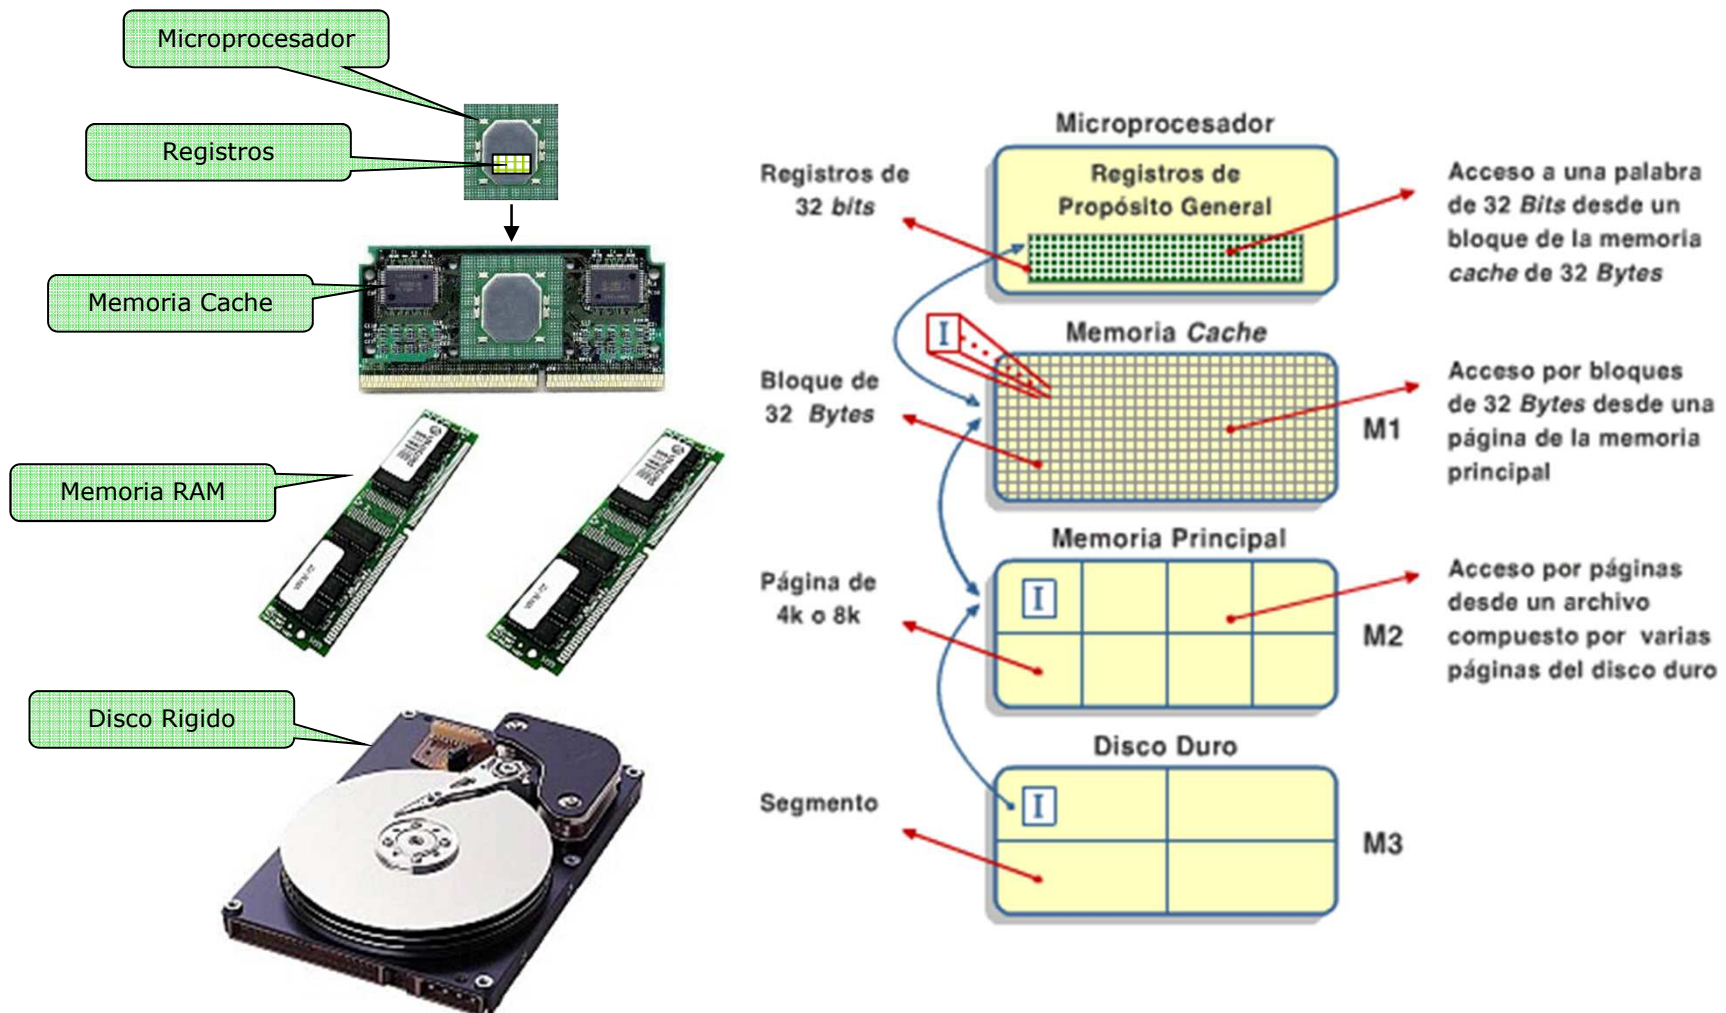 Microprocesador
Registros
Memoria Cache
Memoria RAM
Disco Rigido
Microprocesador
Registros de
32 bits
Registros de
Propósito General
Acceso a una palabra
de 32 Bits desde un
bloque de la memoria
cache de 32 Bytes
Memoria Cache
I
Bloque de
32 Bytes
M1
Acceso por bloques
de 32 Bytes desde una
página de la memoria
principal
Memoria Principal
Página de
4k o 8k
I
M2
Acceso por páginas
desde un archivo
compuesto por varias
páginas del disco duro
Disco Duro
Segmento
I
M3